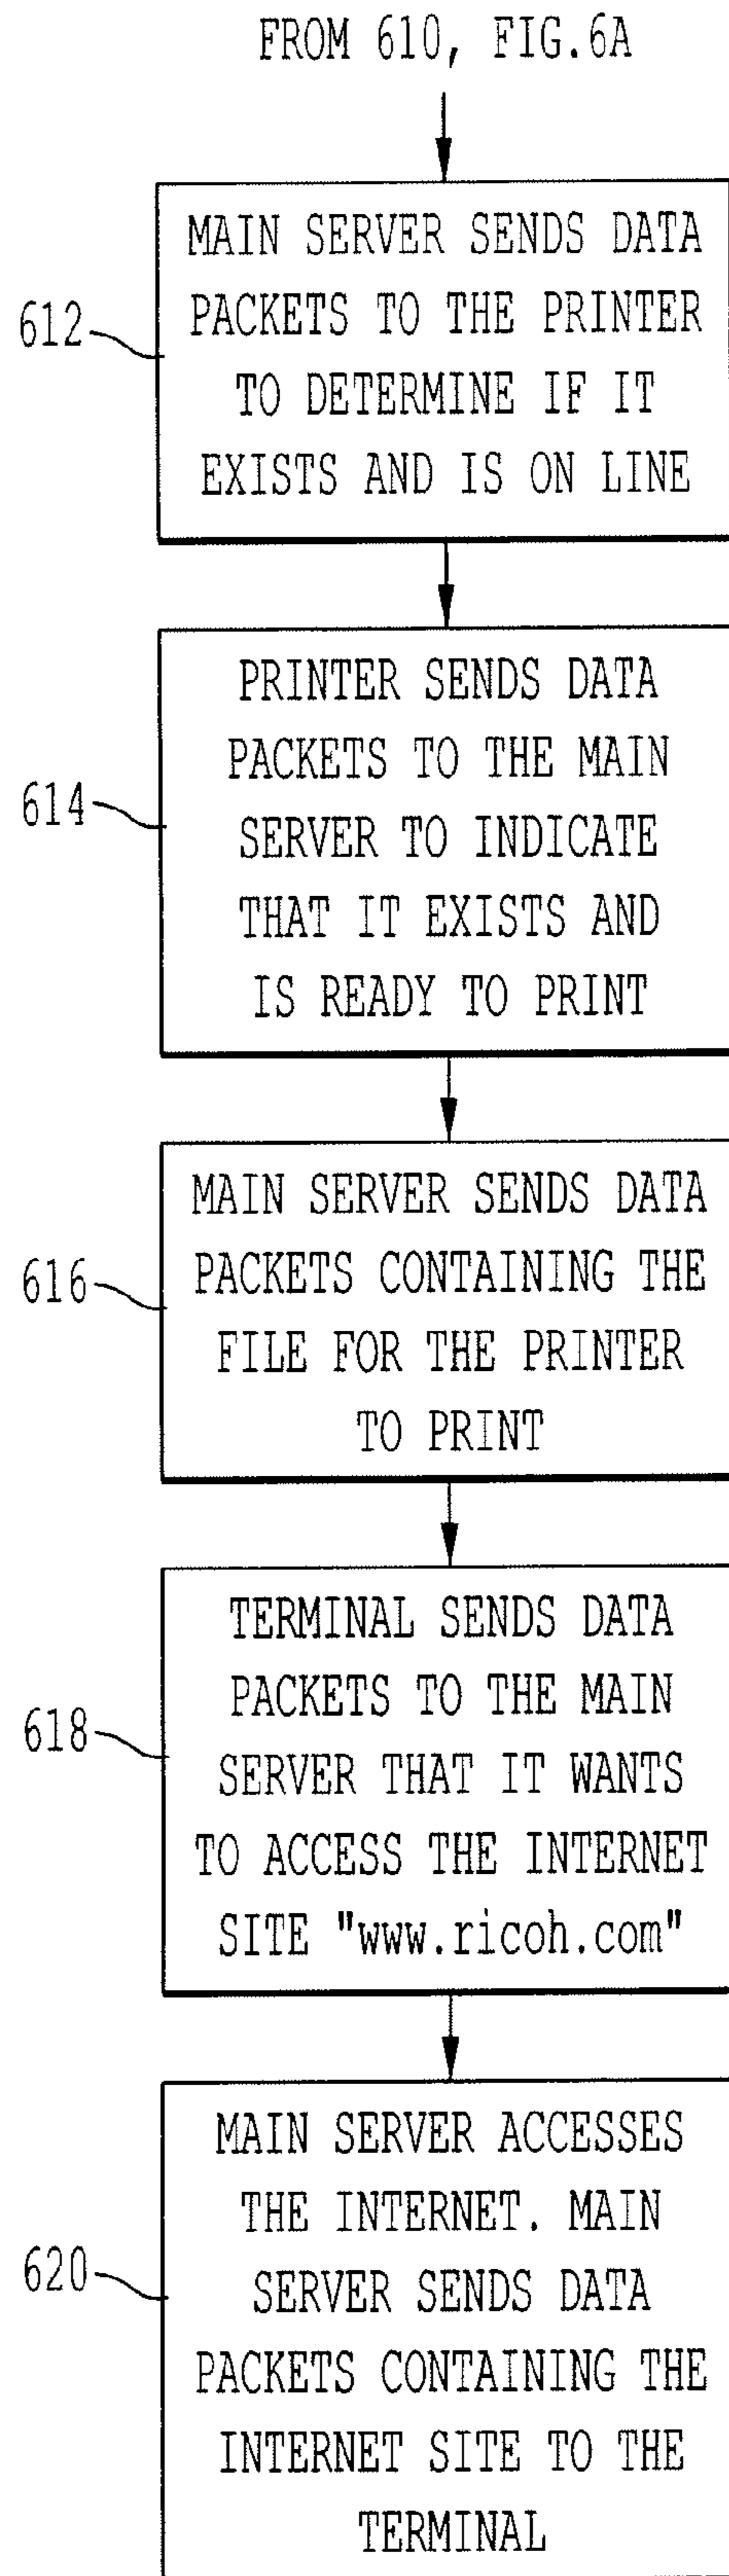 FROM 610, FIG.6A
612
MAIN SERVER SENDS DATA
PACKETS TO THE PRINTER
TO DETERMINE IF IT
EXISTS AND IS ON LINE
614
PRINTER SENDS DATA
PACKETS TO THE MAIN
SERVER TO INDICATE
THAT IT EXISTS AND
IS READY TO PRINT
616
MAIN SERVER SENDS DATA
PACKETS CONTAINING THE
FILE FOR THE PRINTER
TO PRINT
618
TERMINAL SENDS DATA
PACKETS TO THE MAIN
SERVER THAT IT WANTS
TO ACCESS THE INTERNET
SITE "www.ricoh.com"
620
MAIN SERVER ACCESSES
THE INTERNET. MAIN
SERVER SENDS DATA
PACKETS CONTAINING THE
INTERNET SITE TO THE
TERMINAL